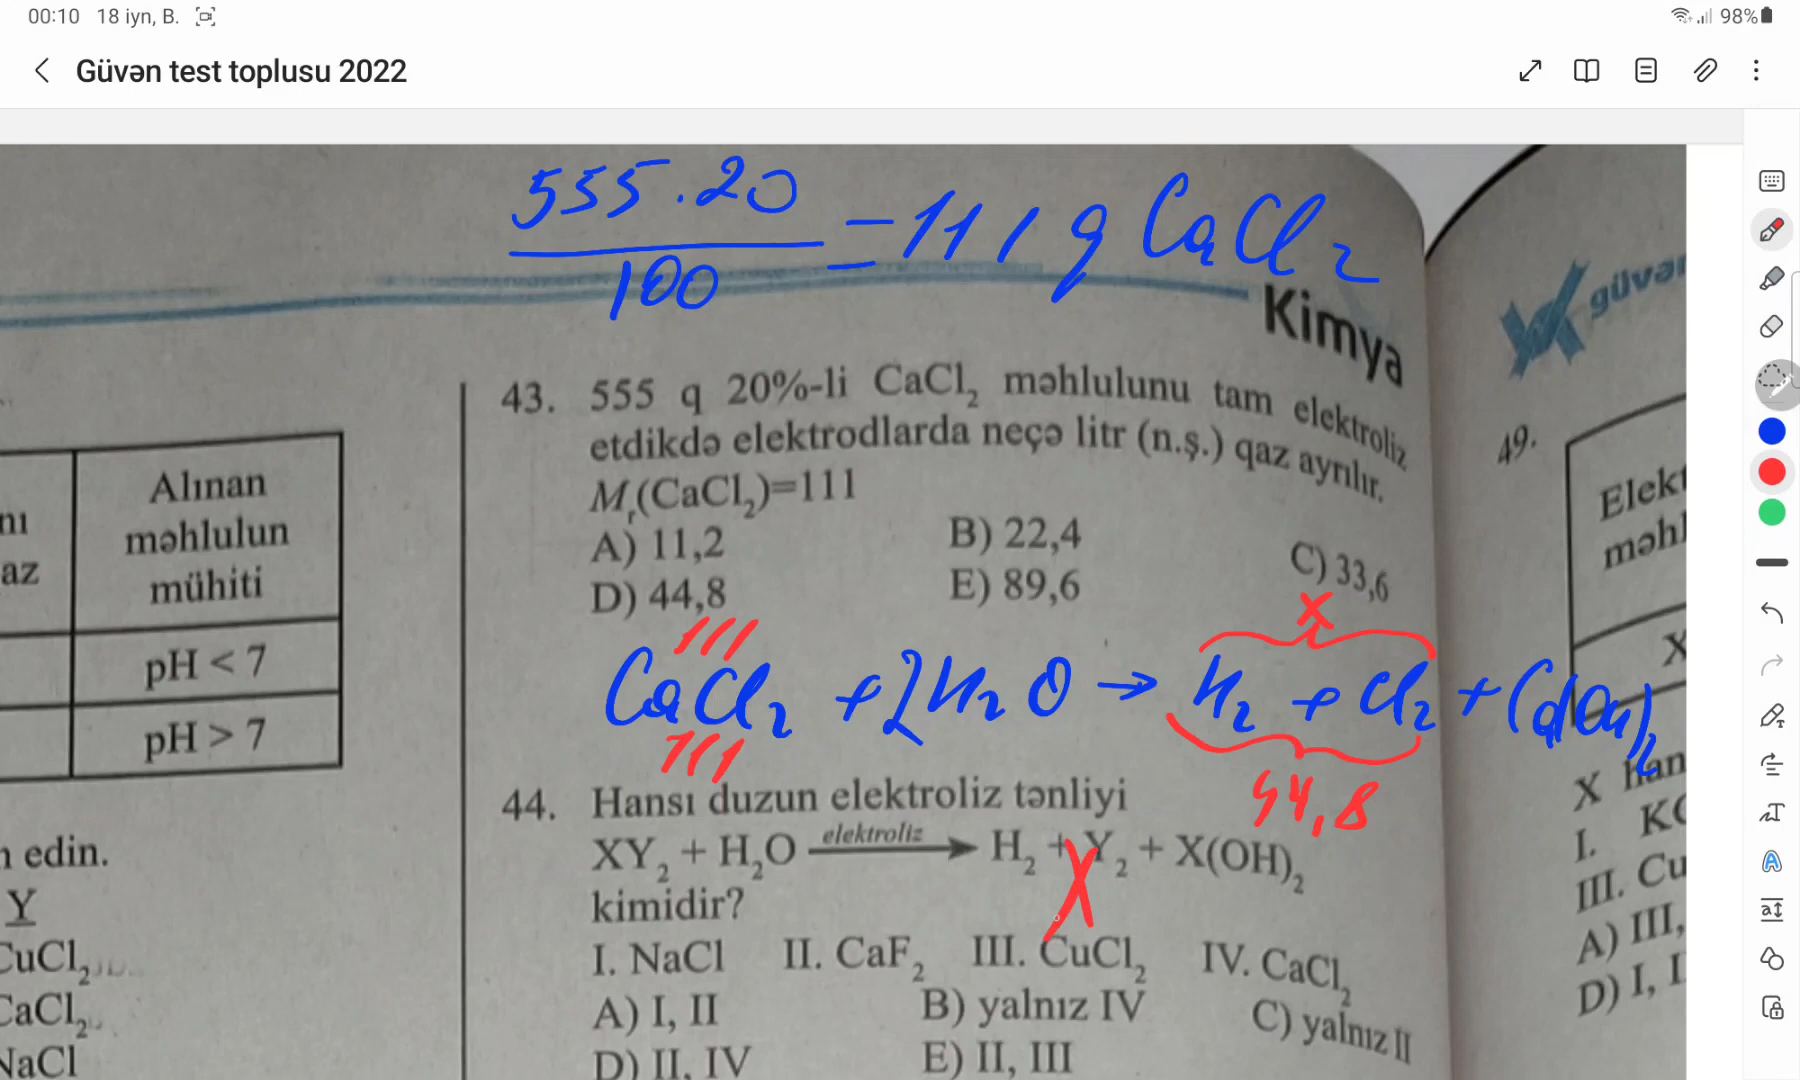 00:10 18 iyn, B.
98%
Güvən test toplusu 2022
555 . 20
100
= 111 g CaCl2
Kimya
güvən
43. 555 q 20%-li CaCl2 məhlulunu tam elektroliz
etdikdə elektrodlarda neçə litr (n.ş.) qaz ayrılır.
Mr(CaCl2)=111
A) 11,2 B) 22,4 C) 33,6
D) 44,8 E) 89,6
111 x
CaCl2 + 2H2O → H2 + Cl2 + Ca(OH)2
111 44,8
x
44. Hansı duzun elektroliz tənliyi
XY2 + H2O elektroliz → H2 + Y2 + X(OH)2
kimidir?
I. NaCl II. CaF2 III. CuCl2 IV. CaCl2
A) I, II B) yalnız IV C) yalnız II
D) II, IV E) II, III
Alınan
məhlulun
mühiti
az
pH < 7
pH > 7
edin.
Y
CuCl2
CaCl2
NaCl
49.
X
X
I.
III. Cu
A) III,
D) I,